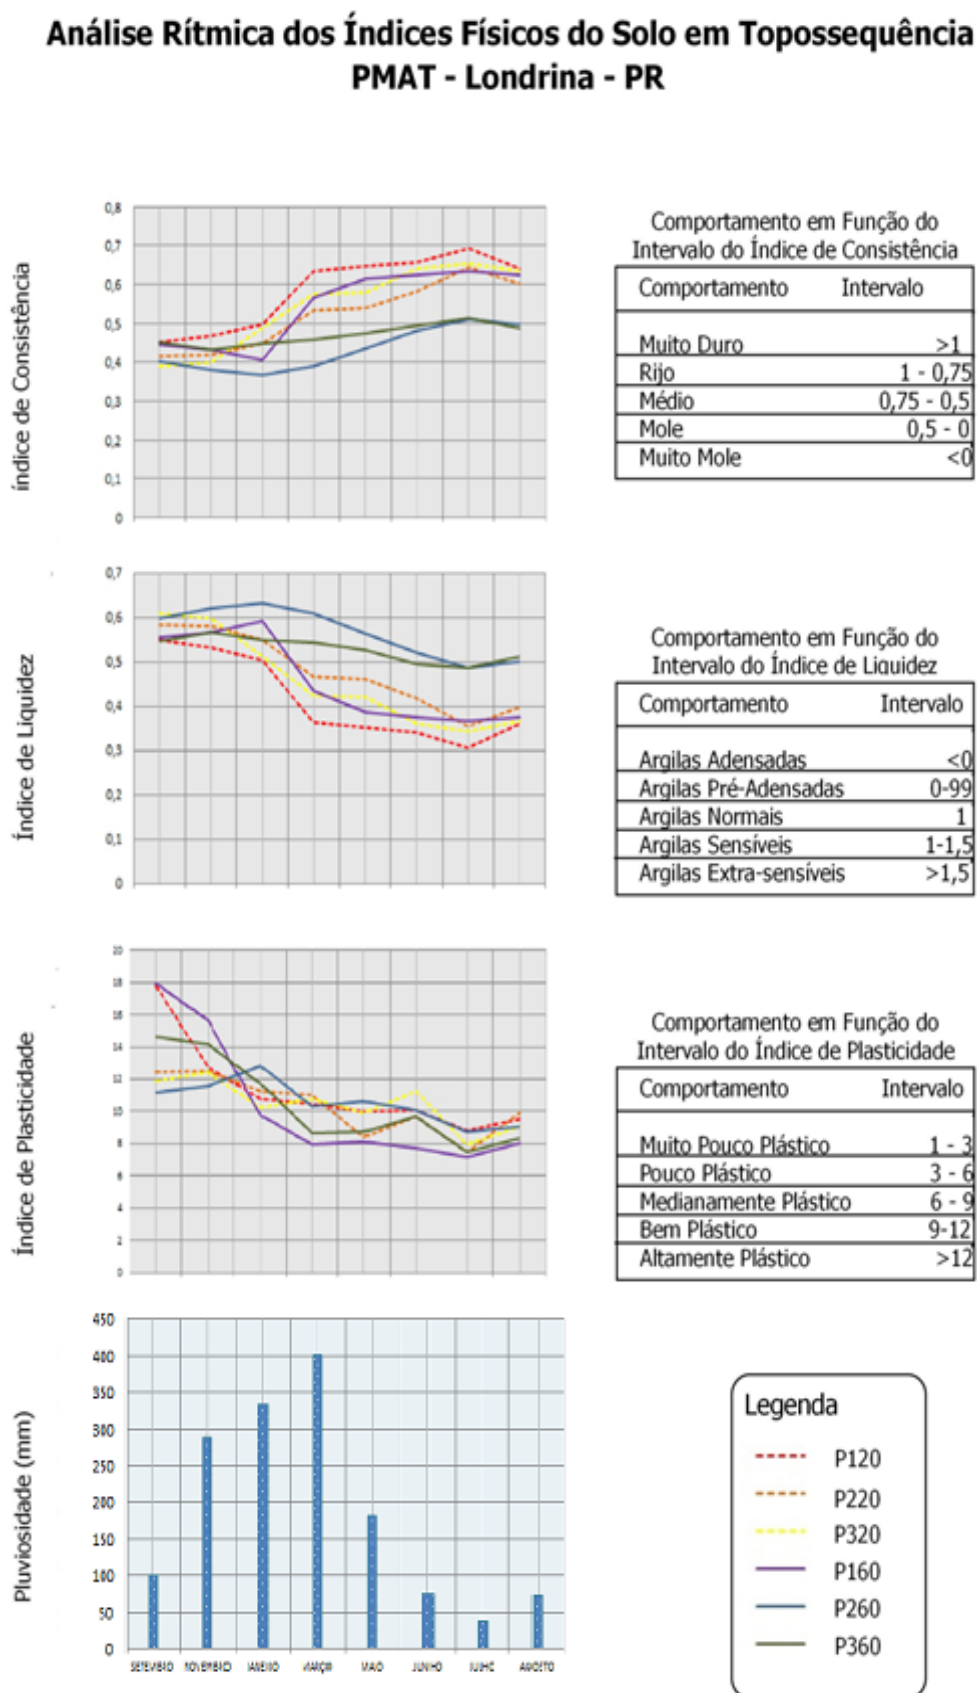 Análise Rítmica dos Índices Físicos do Solo em Topossequência
PMAT - Londrina - PR
índice de Consistência
0,8
0,7
0,6
0,5
0,4
0,3
0,2
0,1
0
Comportamento em Função do
Intervalo do Índice de Consistência
Comportamento Intervalo
Muito Duro >1
Rijo 1 - 0,75
Médio 0,75 - 0,5
Mole 0,5 - 0
Muito Mole <0
Índice de Liquidez
0,7
0,6
0,5
0,4
0,3
0,2
0,1
0
Comportamento em Função do
Intervalo do Índice de Liquidez
Comportamento Intervalo
Argilas Adensadas <0
Argilas Pré-Adensadas 0-99
Argilas Normais 1
Argilas Sensíveis 1-1,5
Argilas Extra-sensíveis >1,5
Índice de Plasticidade
20
18
16
14
12
10
8
6
4
2
0
Comportamento em Função do
Intervalo do Índice de Plasticidade
Comportamento Intervalo
Muito Pouco Plástico 1 - 3
Pouco Plástico 3 - 6
Medianamente Plástico 6 - 9
Bem Plástico 9-12
Altamente Plástico >12
Pluviosidade (mm)
450
400
350
300
250
200
150
100
50
0
SETEMBRO NOVEMBRO JANEIRO MARÇO MAIO JUNHO JULHO AGOSTO
Legenda
P120
P220
P320
P160
P260
P360